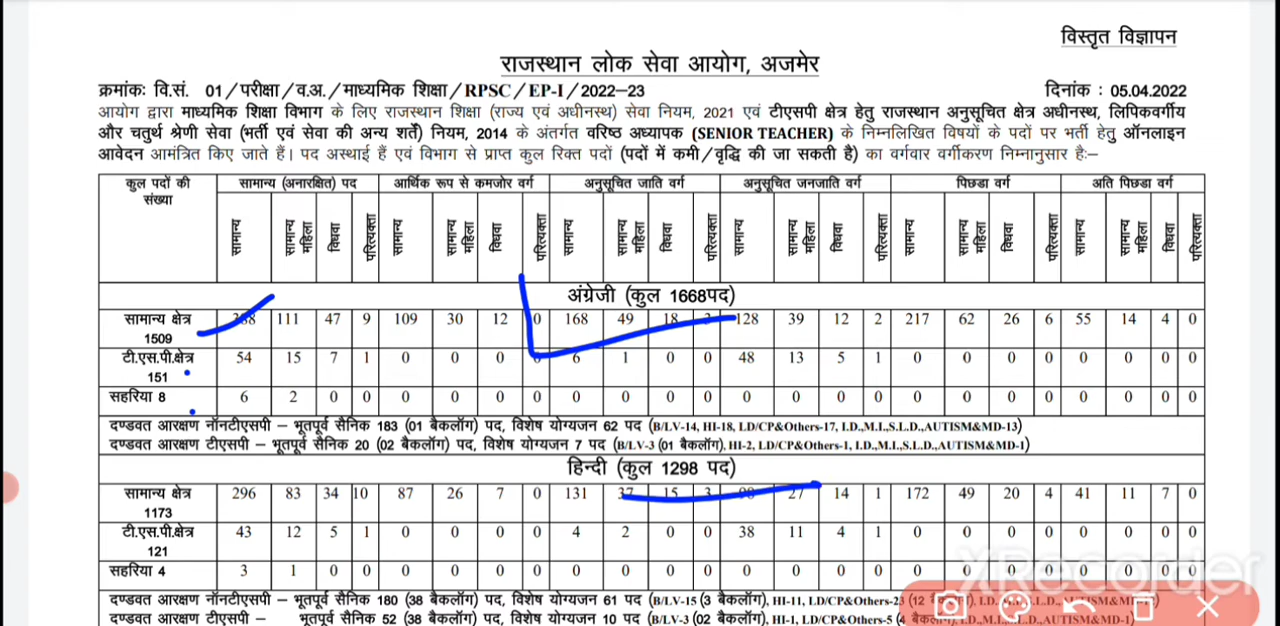 विस्तृत विज्ञापन
राजस्थान लोक सेवा आयोग, अजमेर
क्रमांकः वि.सं. 01/परीक्षा/व.अ./माध्यमिक शिक्षा/RPSC/EP-I/2022-23 दिनांक : 05.04.2022
आयोग द्वारा माध्यमिक शिक्षा विभाग के लिए राजस्थान शिक्षा (राज्य एवं अधीनस्थ) सेवा नियम, 2021 एवं टीएसपी क्षेत्र हेतु राजस्थान अनुसूचित क्षेत्र अधीनस्थ, लिपिकवर्गीय
और चतुर्थ श्रेणी सेवा (भर्ती एवं सेवा की अन्य शर्तें) नियम, 2014 के अंतर्गत वरिष्ठ अध्यापक (SENIOR TEACHER) के निम्नलिखित विषयों के पदों पर भर्ती हेतु ऑनलाइन
आवेदन आमंत्रित किए जाते हैं। पद अस्थाई हैं एवं विभाग से प्राप्त कुल रिक्त पदों (पदों में कमी/वृद्धि की जा सकती है) का वर्गवार वर्गीकरण निम्नानुसार हैः–
कुल पदों की संख्या सामान्य (अनारक्षित) पद आर्थिक रूप से कमजोर वर्ग अनुसूचित जाति वर्ग अनुसूचित जनजाति वर्ग पिछडा वर्ग अति पिछडा वर्ग
सामान्य सामान्य महिला विधवा परित्यक्ता सामान्य सामान्य महिला विधवा परित्यक्ता सामान्य सामान्य महिला विधवा परित्यक्ता सामान्य सामान्य महिला विधवा परित्यक्ता सामान्य सामान्य महिला विधवा परित्यक्ता सामान्य सामान्य महिला विधवा परित्यक्ता
अंग्रेजी (कुल 1668पद)
सामान्य क्षेत्र 1509 111 47 9 109 30 12 0 168 49 18 128 39 12 2 217 62 26 6 55 14 4 0
टी.एस.पी.क्षेत्र 151 54 15 7 1 0 0 0 6 1 0 0 48 13 5 1 0 0 0 0 0 0 0 0
सहरिया 8 6 2 0 0 0 0 0 0 0 0 0 0 0 0 0 0 0 0 0 0 0 0 0 0
दण्डवत आरक्षण नॉनटीएसपी – भूतपूर्व सैनिक 183 (01 बैकलॉग) पद, विशेष योग्यजन 62 पद (B/LV-14, HI-18, LD/CP&Others-17, I.D.,M.I.,S.L.D.,AUTISM&MD-13)
दण्डवत आरक्षण टीएसपी – भूतपूर्व सैनिक 20 (02 बैकलॉग) पद, विशेष योग्यजन 7 पद (B/LV-3 (01 बैकलॉग), HI-2, LD/CP&Others-1, I.D.,M.I.,S.L.D.,AUTISM&MD-1)
हिन्दी (कुल 1298 पद)
सामान्य क्षेत्र 1173 296 83 34 10 87 26 7 0 131 37 15 3 27 14 1 172 49 20 4 41 11 7 0
टी.एस.पी.क्षेत्र 121 43 12 5 1 0 0 0 0 4 2 0 0 38 11 4 1 0 0 0 0 0 0 0 0
सहरिया 4 3 1 0 0 0 0 0 0 0 0 0 0 0 0 0 0 0 0 0 0 0 0 0 0
दण्डवत आरक्षण नॉनटीएसपी – भूतपूर्व सैनिक 180 (38 बैकलॉग) पद, विशेष योग्यजन 61 पद (B/LV-15 (3 बैकलॉग), HI-11, LD/CP&Others-23 (12
दण्डवत आरक्षण टीएसपी – भूतपूर्व सैनिक 52 (38 बैकलॉग) पद, विशेष योग्यजन 10 पद (B/LV-3 (02 बैकलॉग), HI-1, LD/CP&Others-5 (4
XRecorder